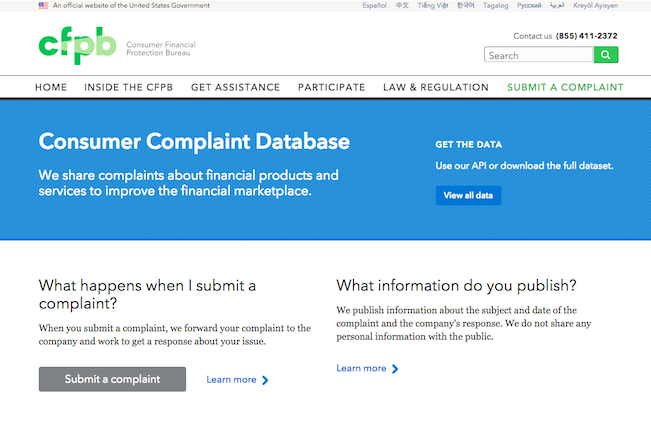 An official website of the United States Government
Español 中文 Tiếng Việt 한국어 Tagalog Pусский العربية Kreyòl Ayisyen
cfpb Consumer Financial
Protection Bureau
Contact us (855) 411-2372
Search
HOME INSIDE THE CFPB GET ASSISTANCE PARTICIPATE LAW & REGULATION SUBMIT A COMPLAINT
Consumer Complaint Database
We share complaints about financial products and
services to improve the financial marketplace.
GET THE DATA
Use our API or download the full dataset.
View all data
What happens when I submit a
complaint?
When you submit a complaint, we forward your complaint to the
company and work to get a response about your issue.
Submit a complaint Learn more
What information do you publish?
We publish information about the subject and date of the
complaint and the company's response. We do not share any
personal information with the public.
Learn more